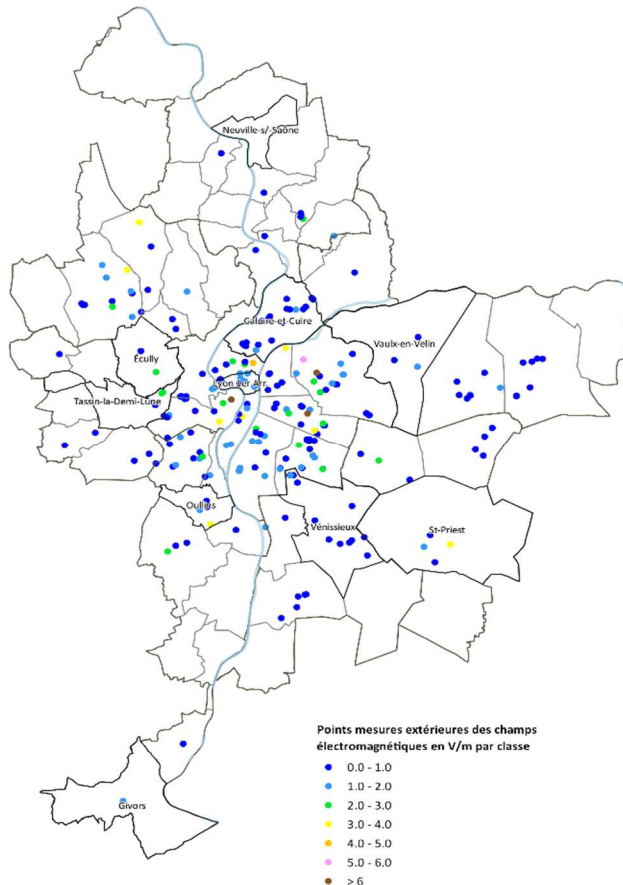 Neuville-s/-Saône
Caluire-et-Cuire
Vaulx-en-Velin
Écully
Lyon 1er Arr.
Tassin-la-Demi-Lune
Oullins
Vénissieux
St-Priest
Givors
Points mesures extérieures des champs
électromagnétiques en V/m par classe
0.0 - 1.0
1.0 - 2.0
2.0 - 3.0
3.0 - 4.0
4.0 - 5.0
5.0 - 6.0
> 6